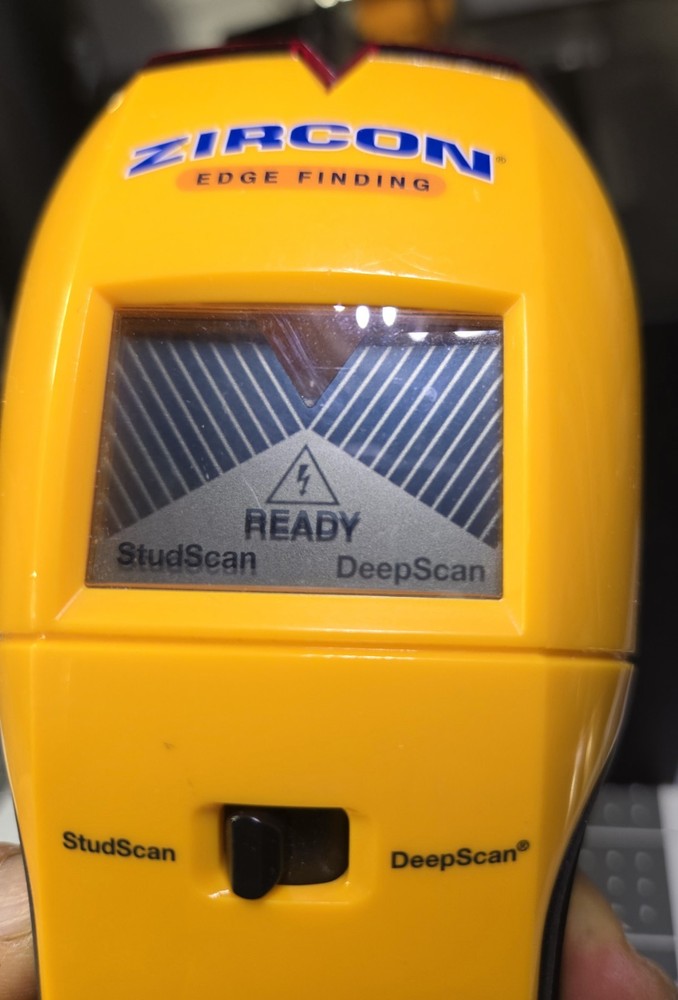 ZIRCON®
EDGE FINDING
READY
StudScan DeepScan
StudScan DeepScan®